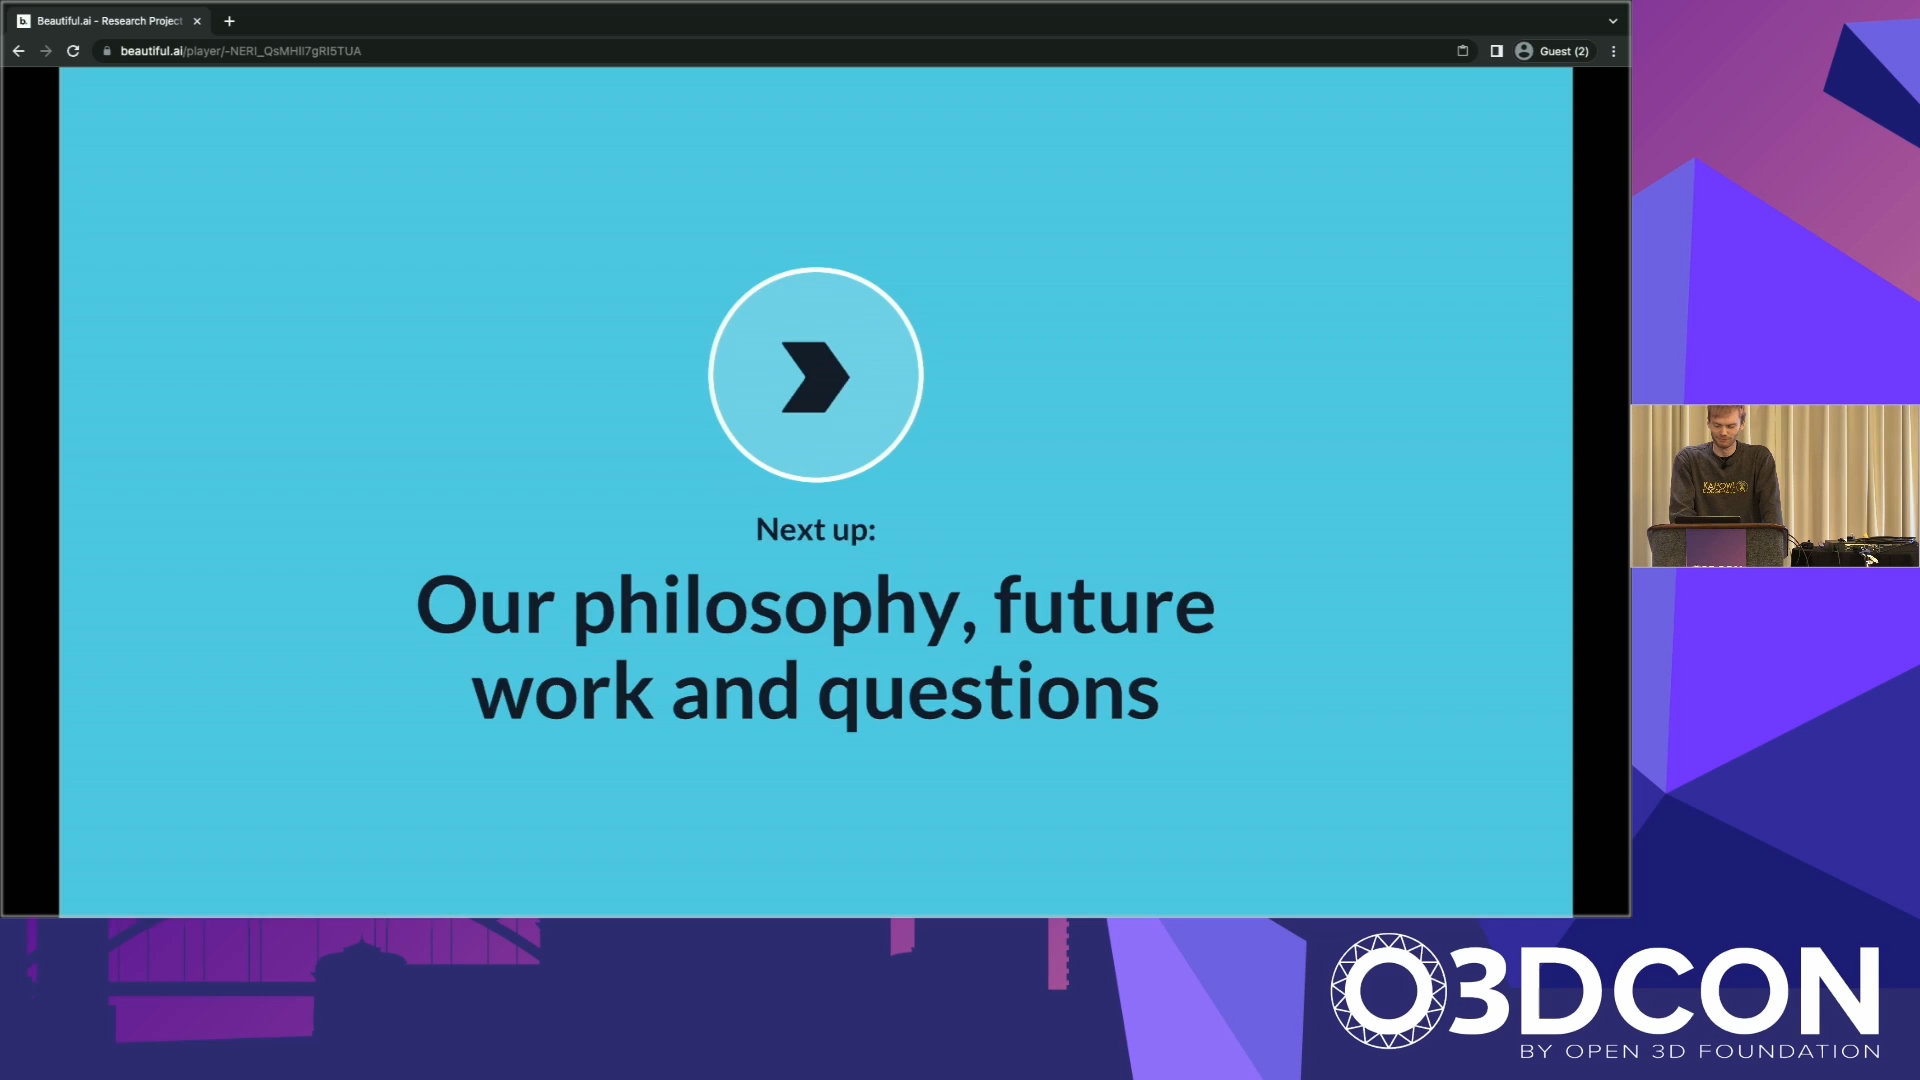 Beautiful.ai - Research Project
beautiful.ai/player/-NERI_QsMHlI7gRI5TUA
Guest (2)
Next up:
Our philosophy, future
work and questions
O3DCON
BY OPEN 3D FOUNDATION